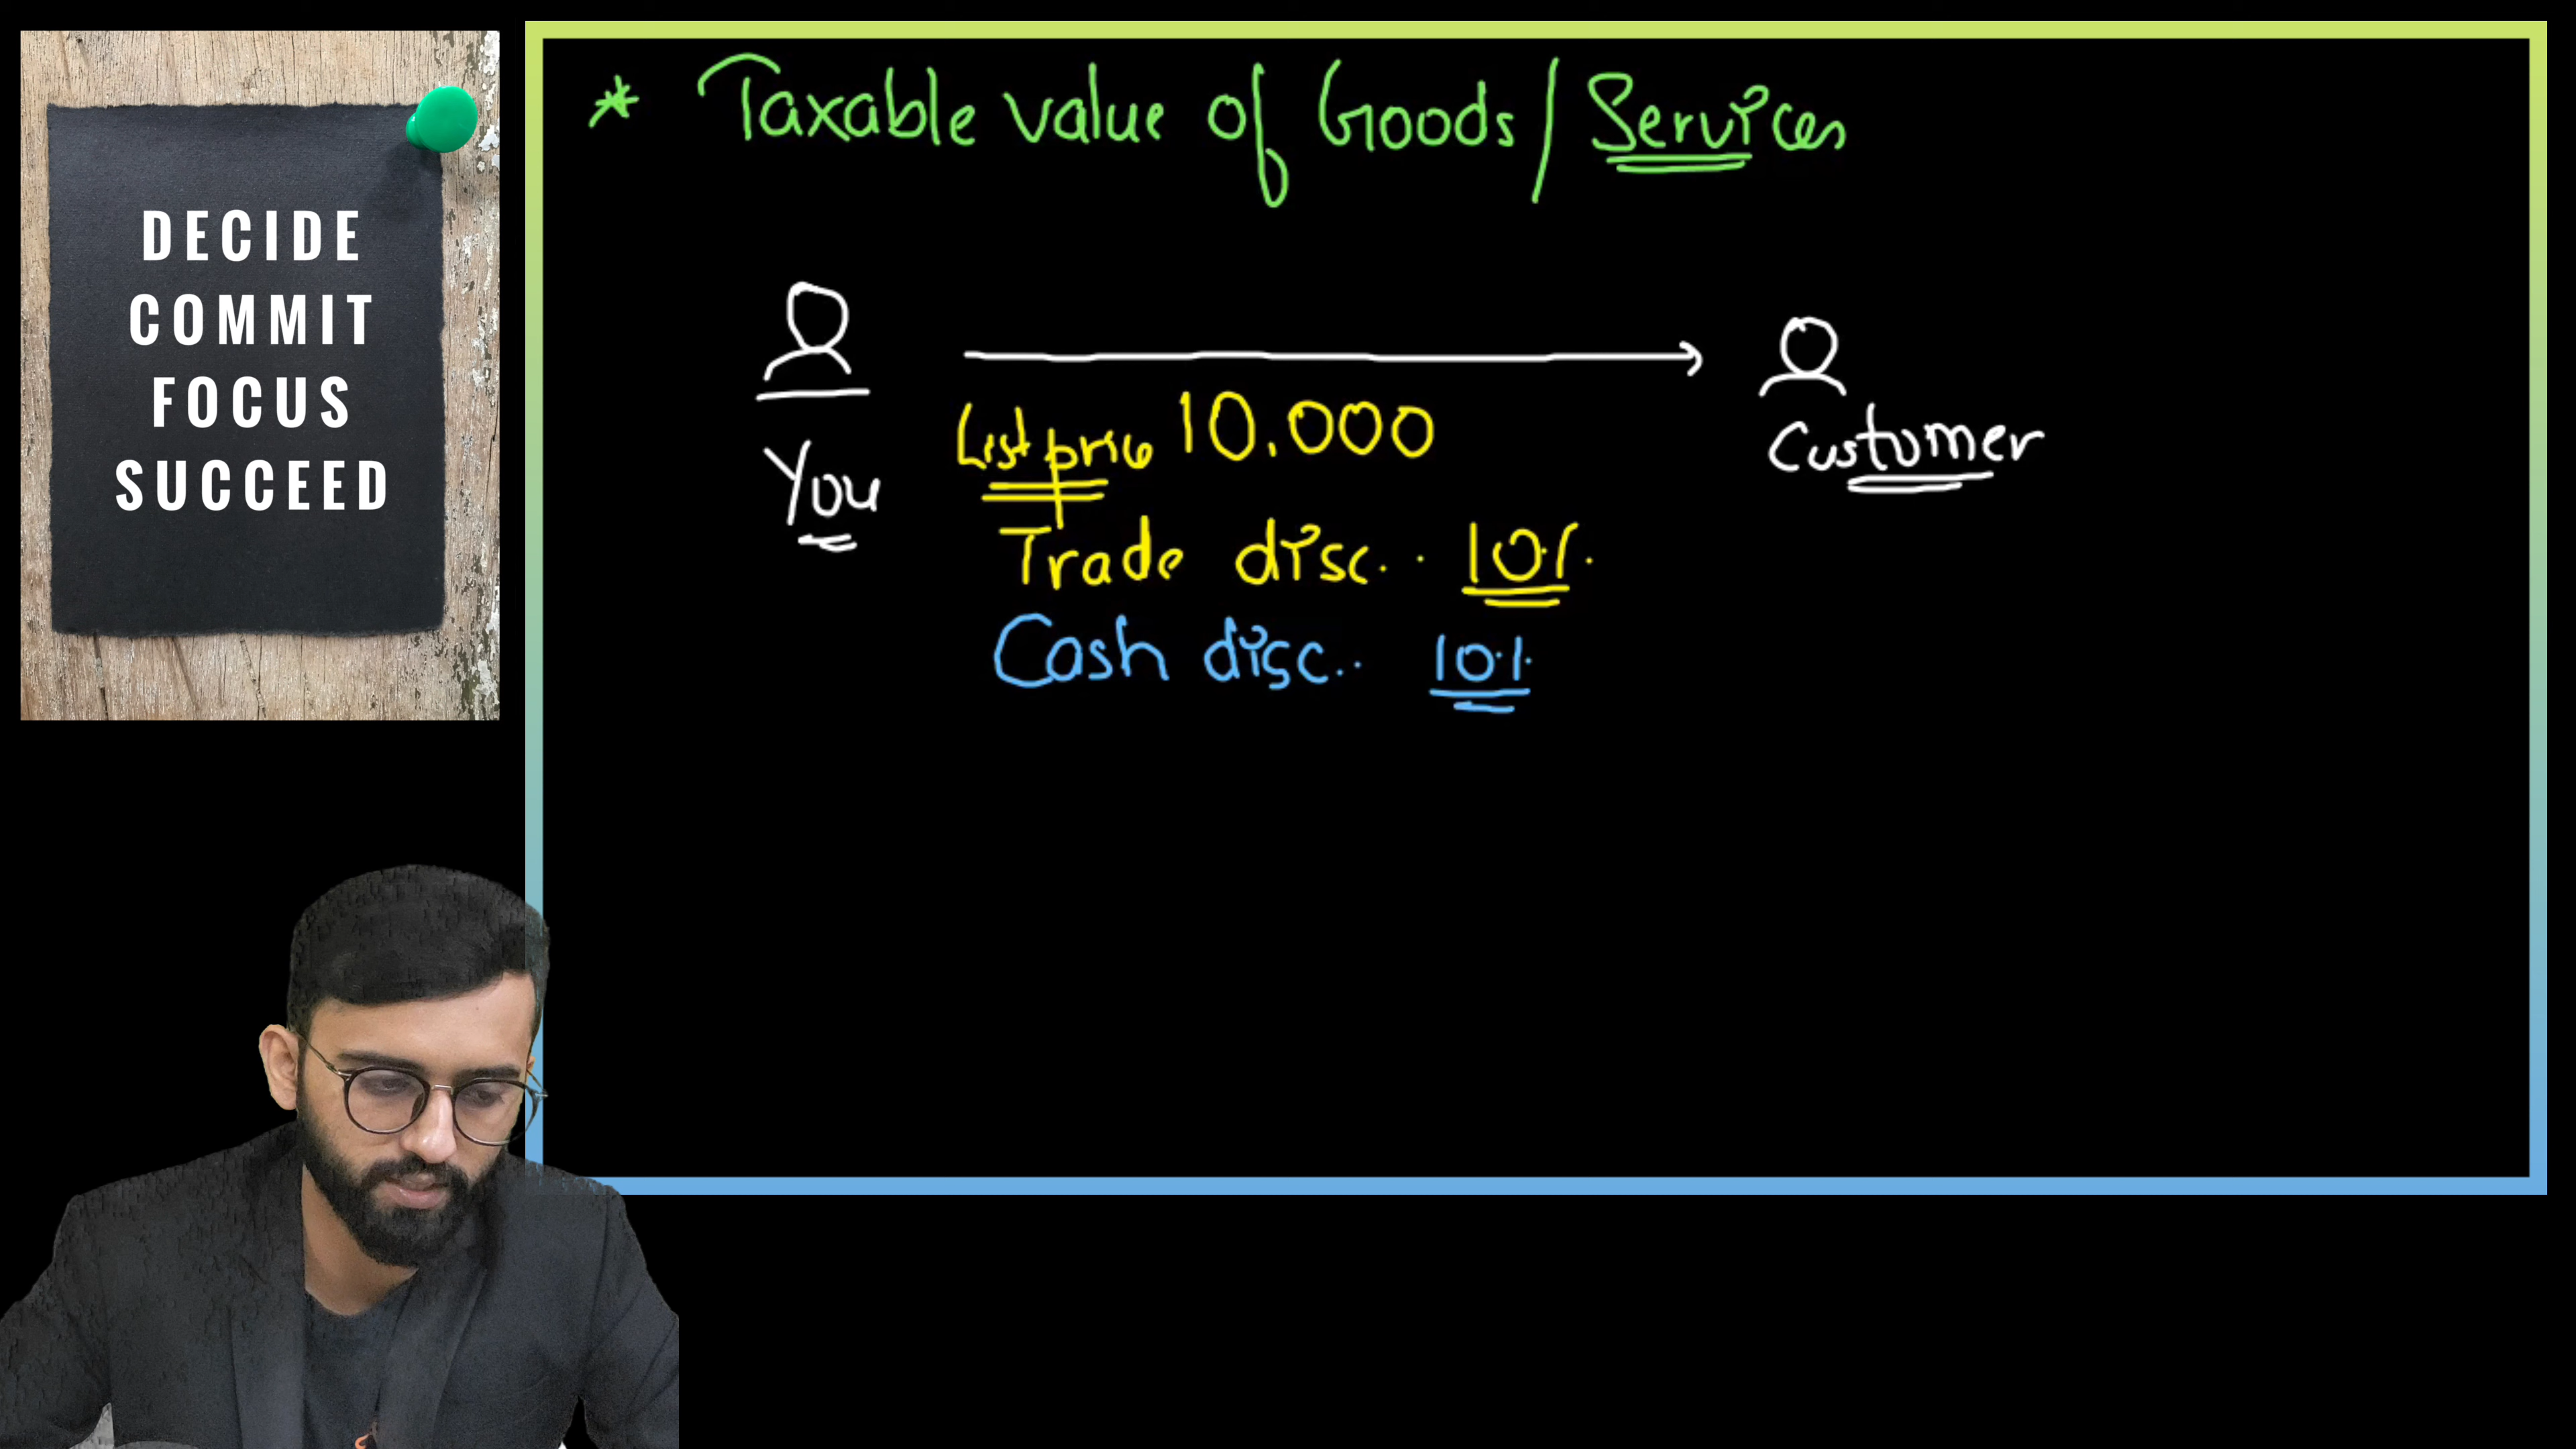 DECIDE
COMMIT
FOCUS
SUCCEED
* Taxable value of Goods/Services
You
List price 10,000
Customer
Trade disc.. 10%.
Cash disc.. 10%